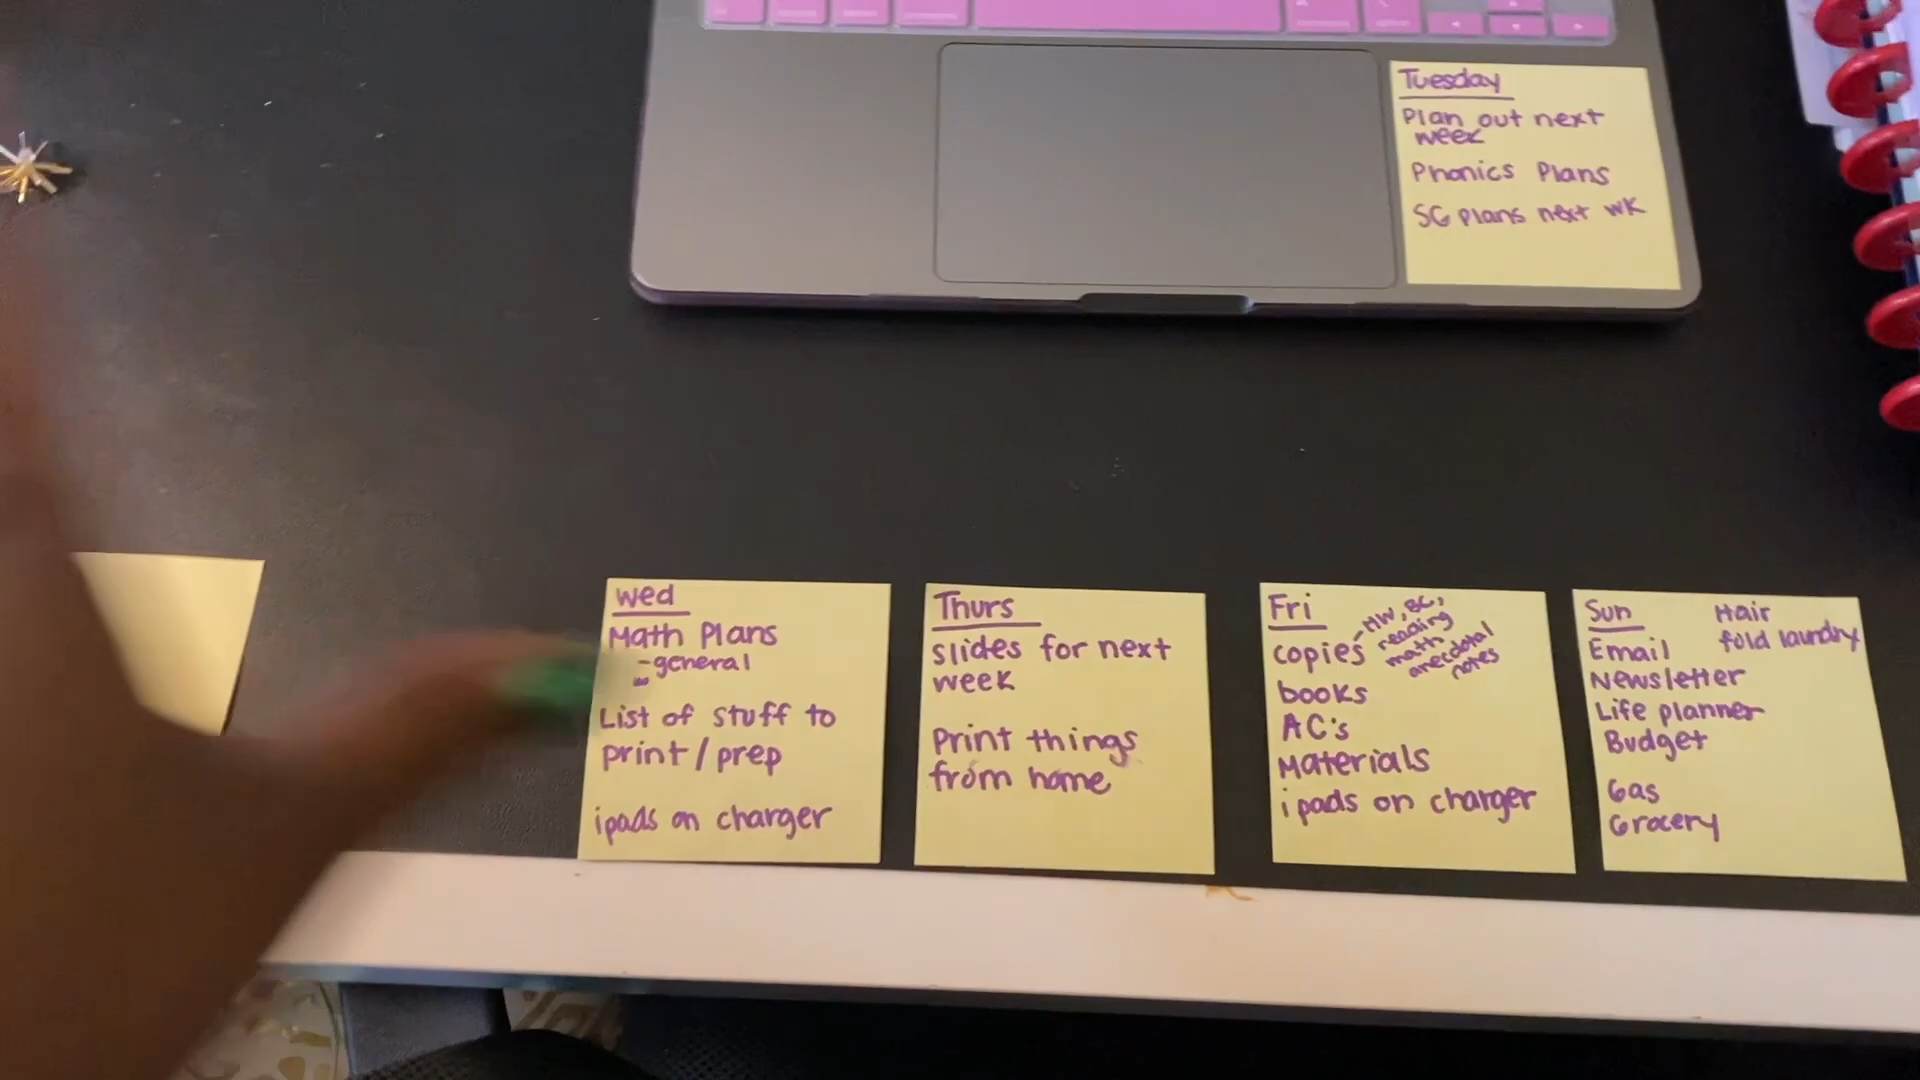 Tuesday
Plan out next
week
Phonics Plans
SG plans next wk
Wed
Math Plans
-general
-
List of stuff to
print/prep
ipads on charger
Thurs
slides for next
week
Print things
from home
Fri
copies - HW, BC,
reading
math
anecdotal
notes
books
AC's
Materials
ipads on charger
Sun
Email
Newsletter
Life planner
Budget
Gas
Grocery
Hair
fold laundry